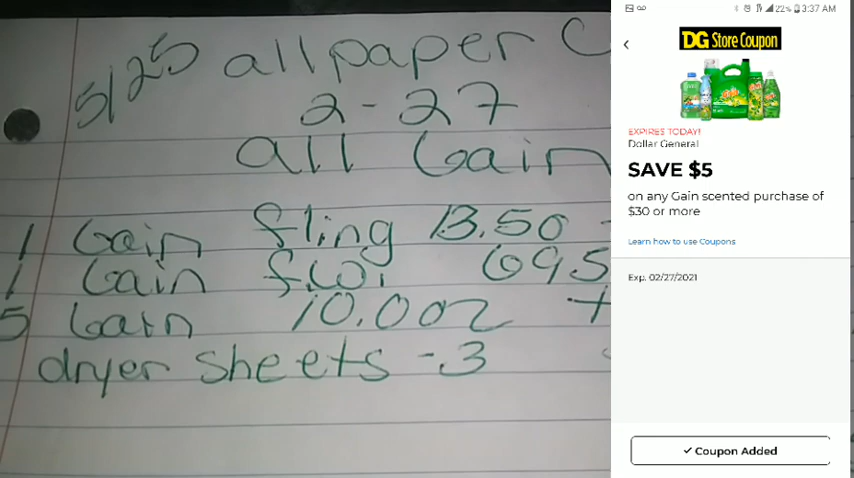 5/25 all paper C
2-27
all Gain
1 Gain fling 13.50
1 Gain 695
5 Gain 10.00z +
dryer sheets -3
22% 3:37 AM
DG Store Coupon
EXPIRES TODAY!
Dollar General
SAVE $5
on any Gain scented purchase of
$30 or more
Learn how to use Coupons
Exp. 02/27/2021
✓ Coupon Added